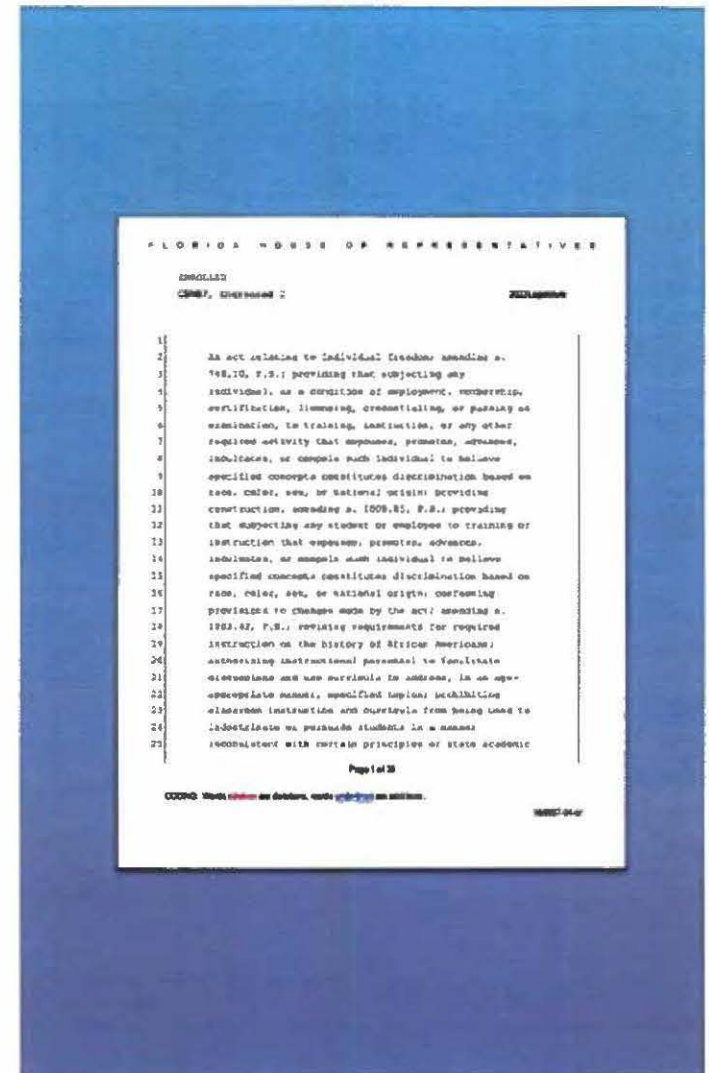 FLORIDA HOUSE OF REPRESENTATIVES
ENROLLED
1
2 An act relating to individual freedom; amending s.
3 760.10, F.S.; providing that subjecting any
4 individual, as a condition of employment, membership,
5 certification, licensing, credentialing, or passing an
6 examination, to training, instruction, or any other
7 required activity that espouses, promotes, advances,
8 inculcates, or compels such individual to believe
9 specified concepts constitutes discrimination based on
10 race, color, sex, or national origin; providing
11 construction; amending s. 1000.05, F.S.; providing
12 that subjecting any student or employee to training or
13 instruction that espouses, promotes, advances,
14 inculcates, or compels such individual to believe
15 specified concepts constitutes discrimination based on
16 race, color, sex, or national origin; conforming
17 provisions to changes made by the act; amending s.
18 1003.42, F.S.; revising requirements for required
19 instruction on the history of African Americans;
20 authorizing instructional personnel to facilitate
21 discussions and use curricula to address, in an age-
22 appropriate manner, specified topics; prohibiting
23 classroom instruction and curricula from being used to
24 indoctrinate or persuade students in a manner
25 inconsistent with certain principles or state academic
CODING: Words stricken are deletions; words underlined are additions.